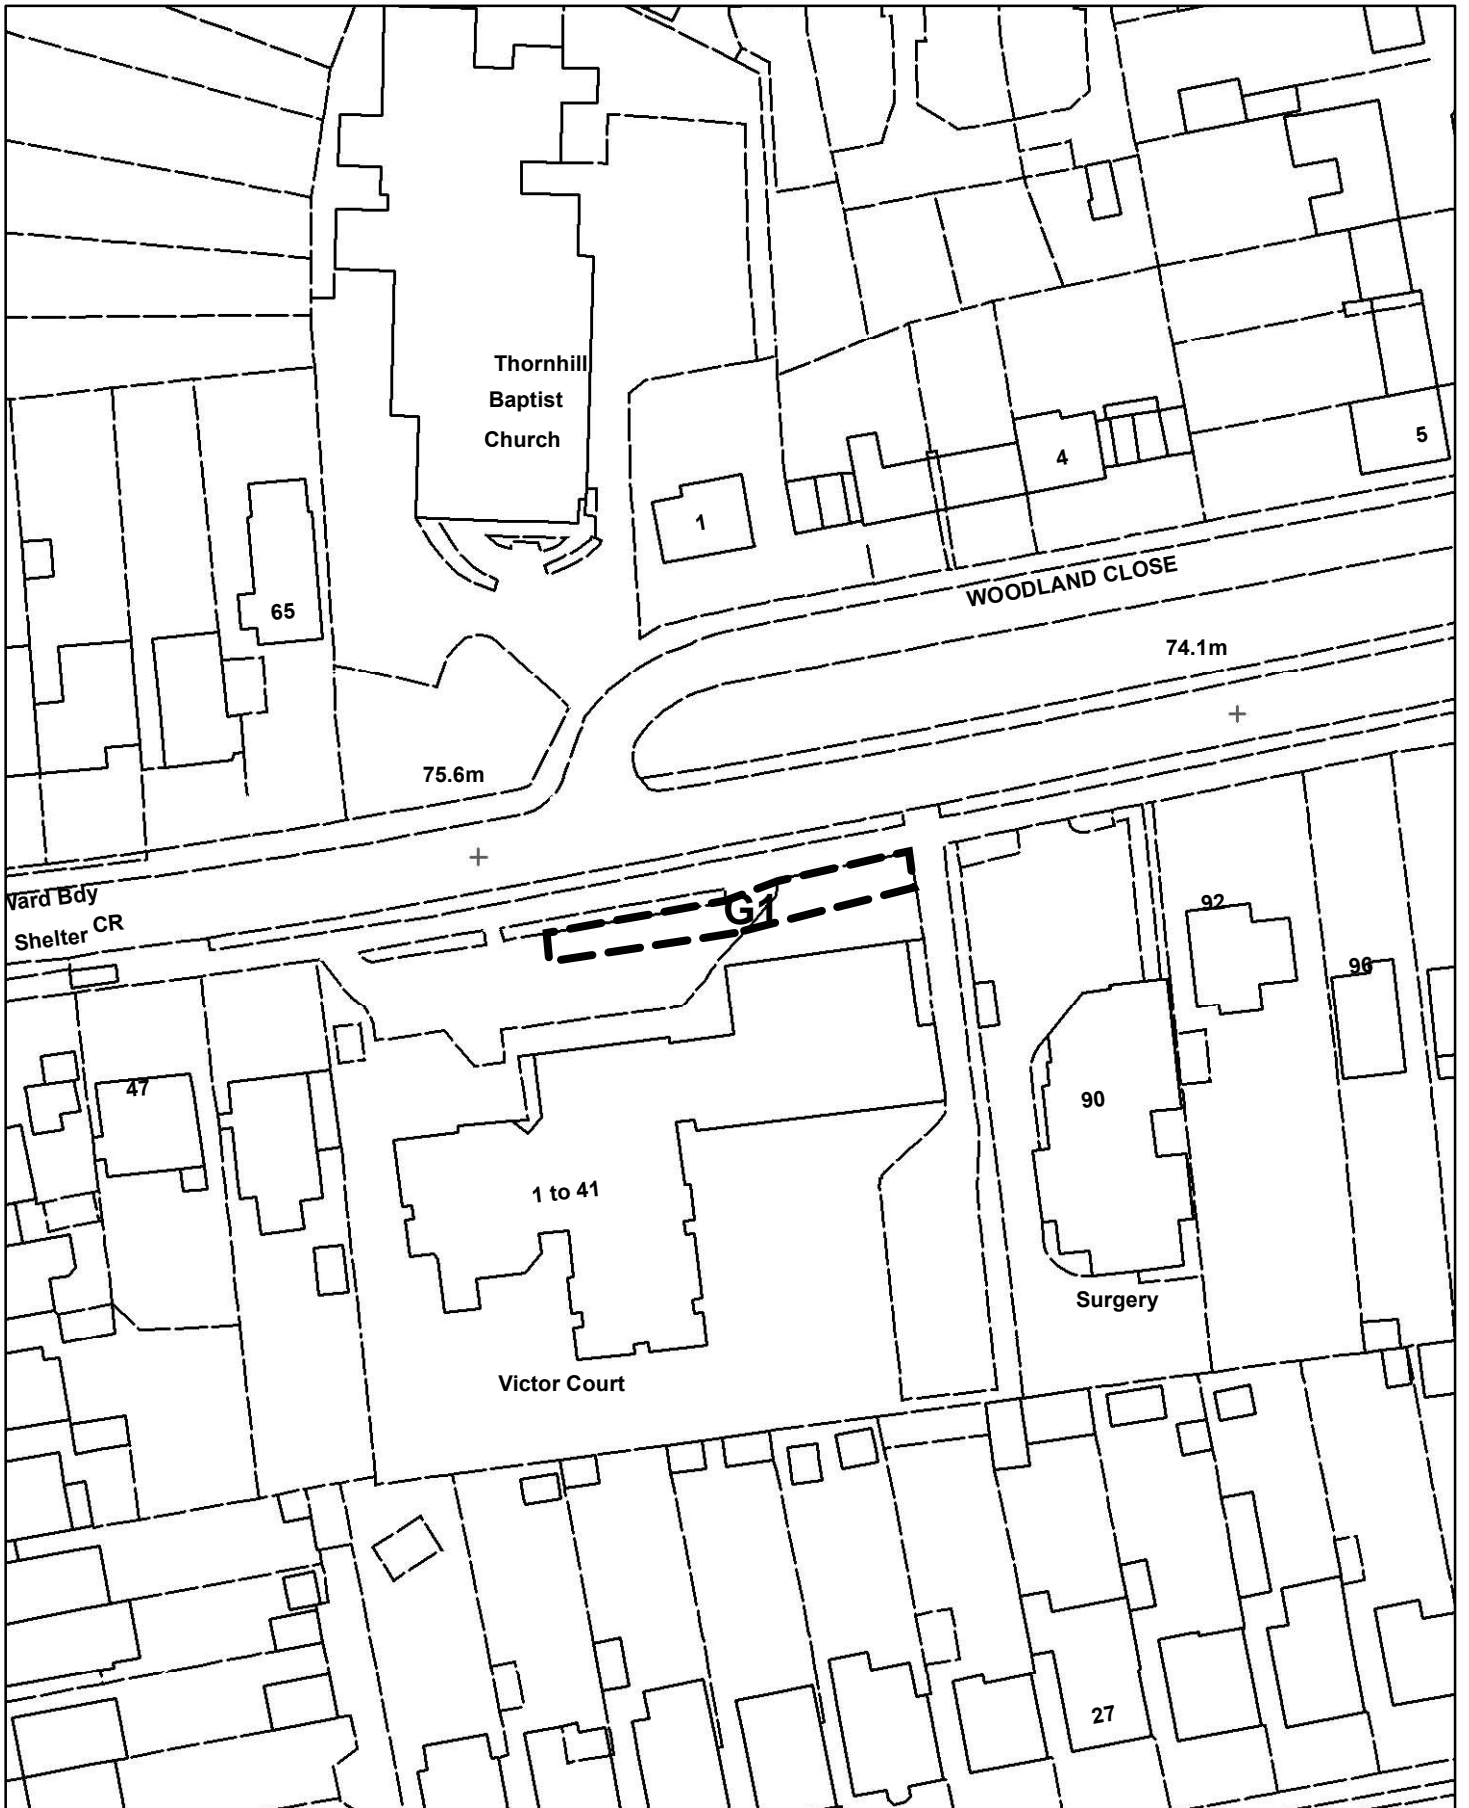 Thornhill
Baptist
Church
5
4
1
WOODLAND CLOSE
65
74.1m
75.6m
Ward Bdy
Shelter CR
G1
92
96
47
90
1 to 41
Surgery
Victor Court
27